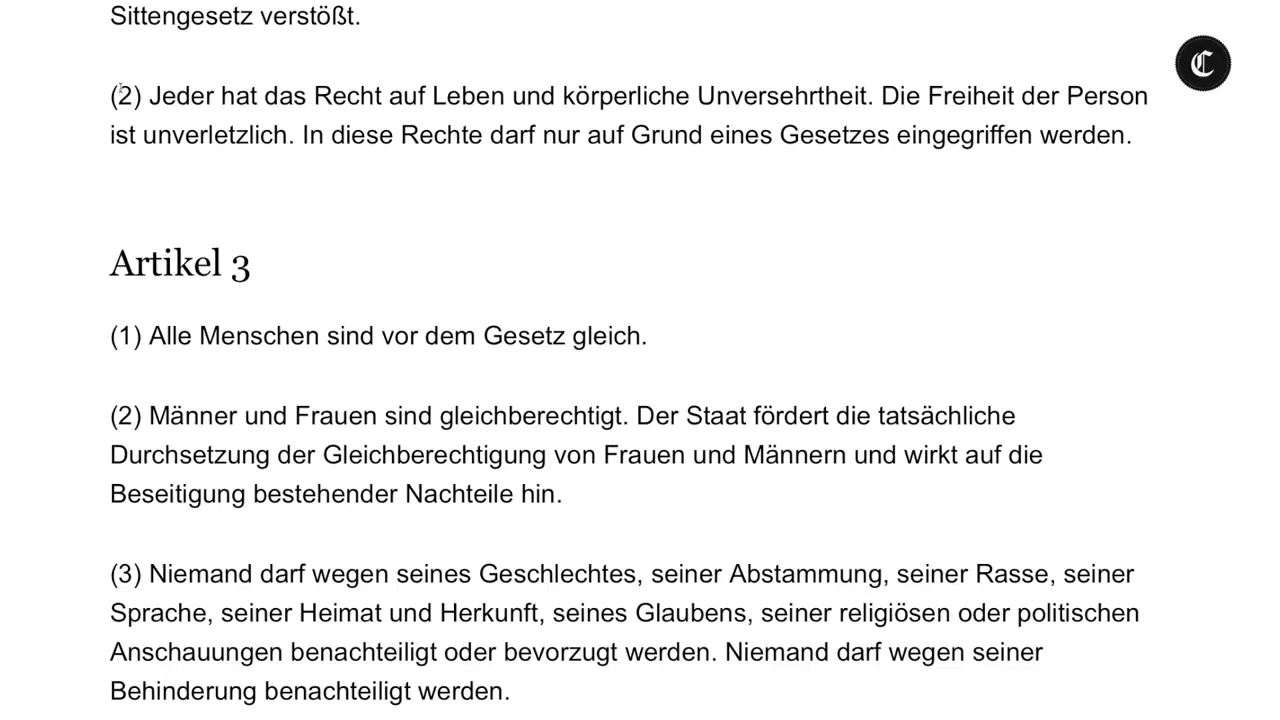 Sittengesetz verstößt.
(2) Jeder hat das Recht auf Leben und körperliche Unversehrtheit. Die Freiheit der Person
ist unverletzlich. In diese Rechte darf nur auf Grund eines Gesetzes eingegriffen werden.
C
Artikel 3
(1) Alle Menschen sind vor dem Gesetz gleich.
(2) Männer und Frauen sind gleichberechtigt. Der Staat fördert die tatsächliche
Durchsetzung der Gleichberechtigung von Frauen und Männern und wirkt auf die
Beseitigung bestehender Nachteile hin.
(3) Niemand darf wegen seines Geschlechtes, seiner Abstammung, seiner Rasse, seiner
Sprache, seiner Heimat und Herkunft, seines Glaubens, seiner religiösen oder politischen
Anschauungen benachteiligt oder bevorzugt werden. Niemand darf wegen seiner
Behinderung benachteiligt werden.